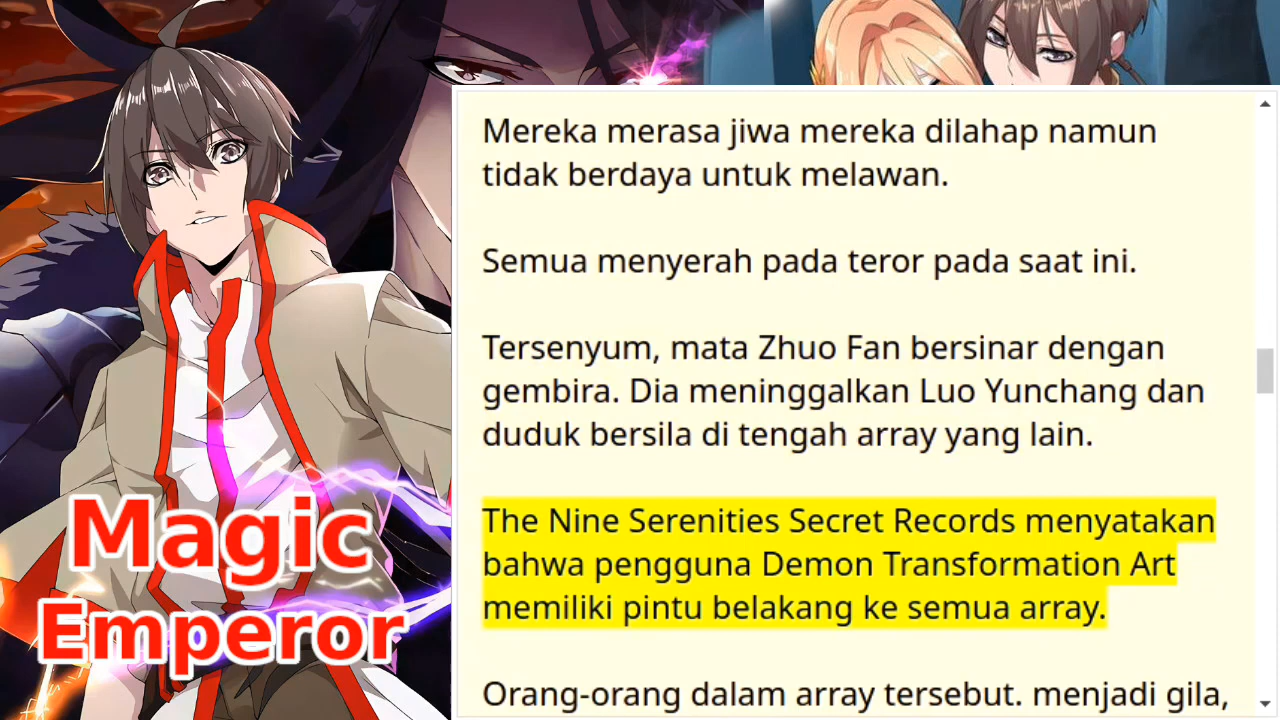 Magic
Emperor
Mereka merasa jiwa mereka dilahap namun
tidak berdaya untuk melawan.
Semua menyerah pada teror pada saat ini.
Tersenyum, mata Zhuo Fan bersinar dengan
gembira. Dia meninggalkan Luo Yunchang dan
duduk bersila di tengah array yang lain.
The Nine Serenities Secret Records menyatakan
bahwa pengguna Demon Transformation Art
memiliki pintu belakang ke semua array.
Orang-orang dalam array tersebut. menjadi gila,